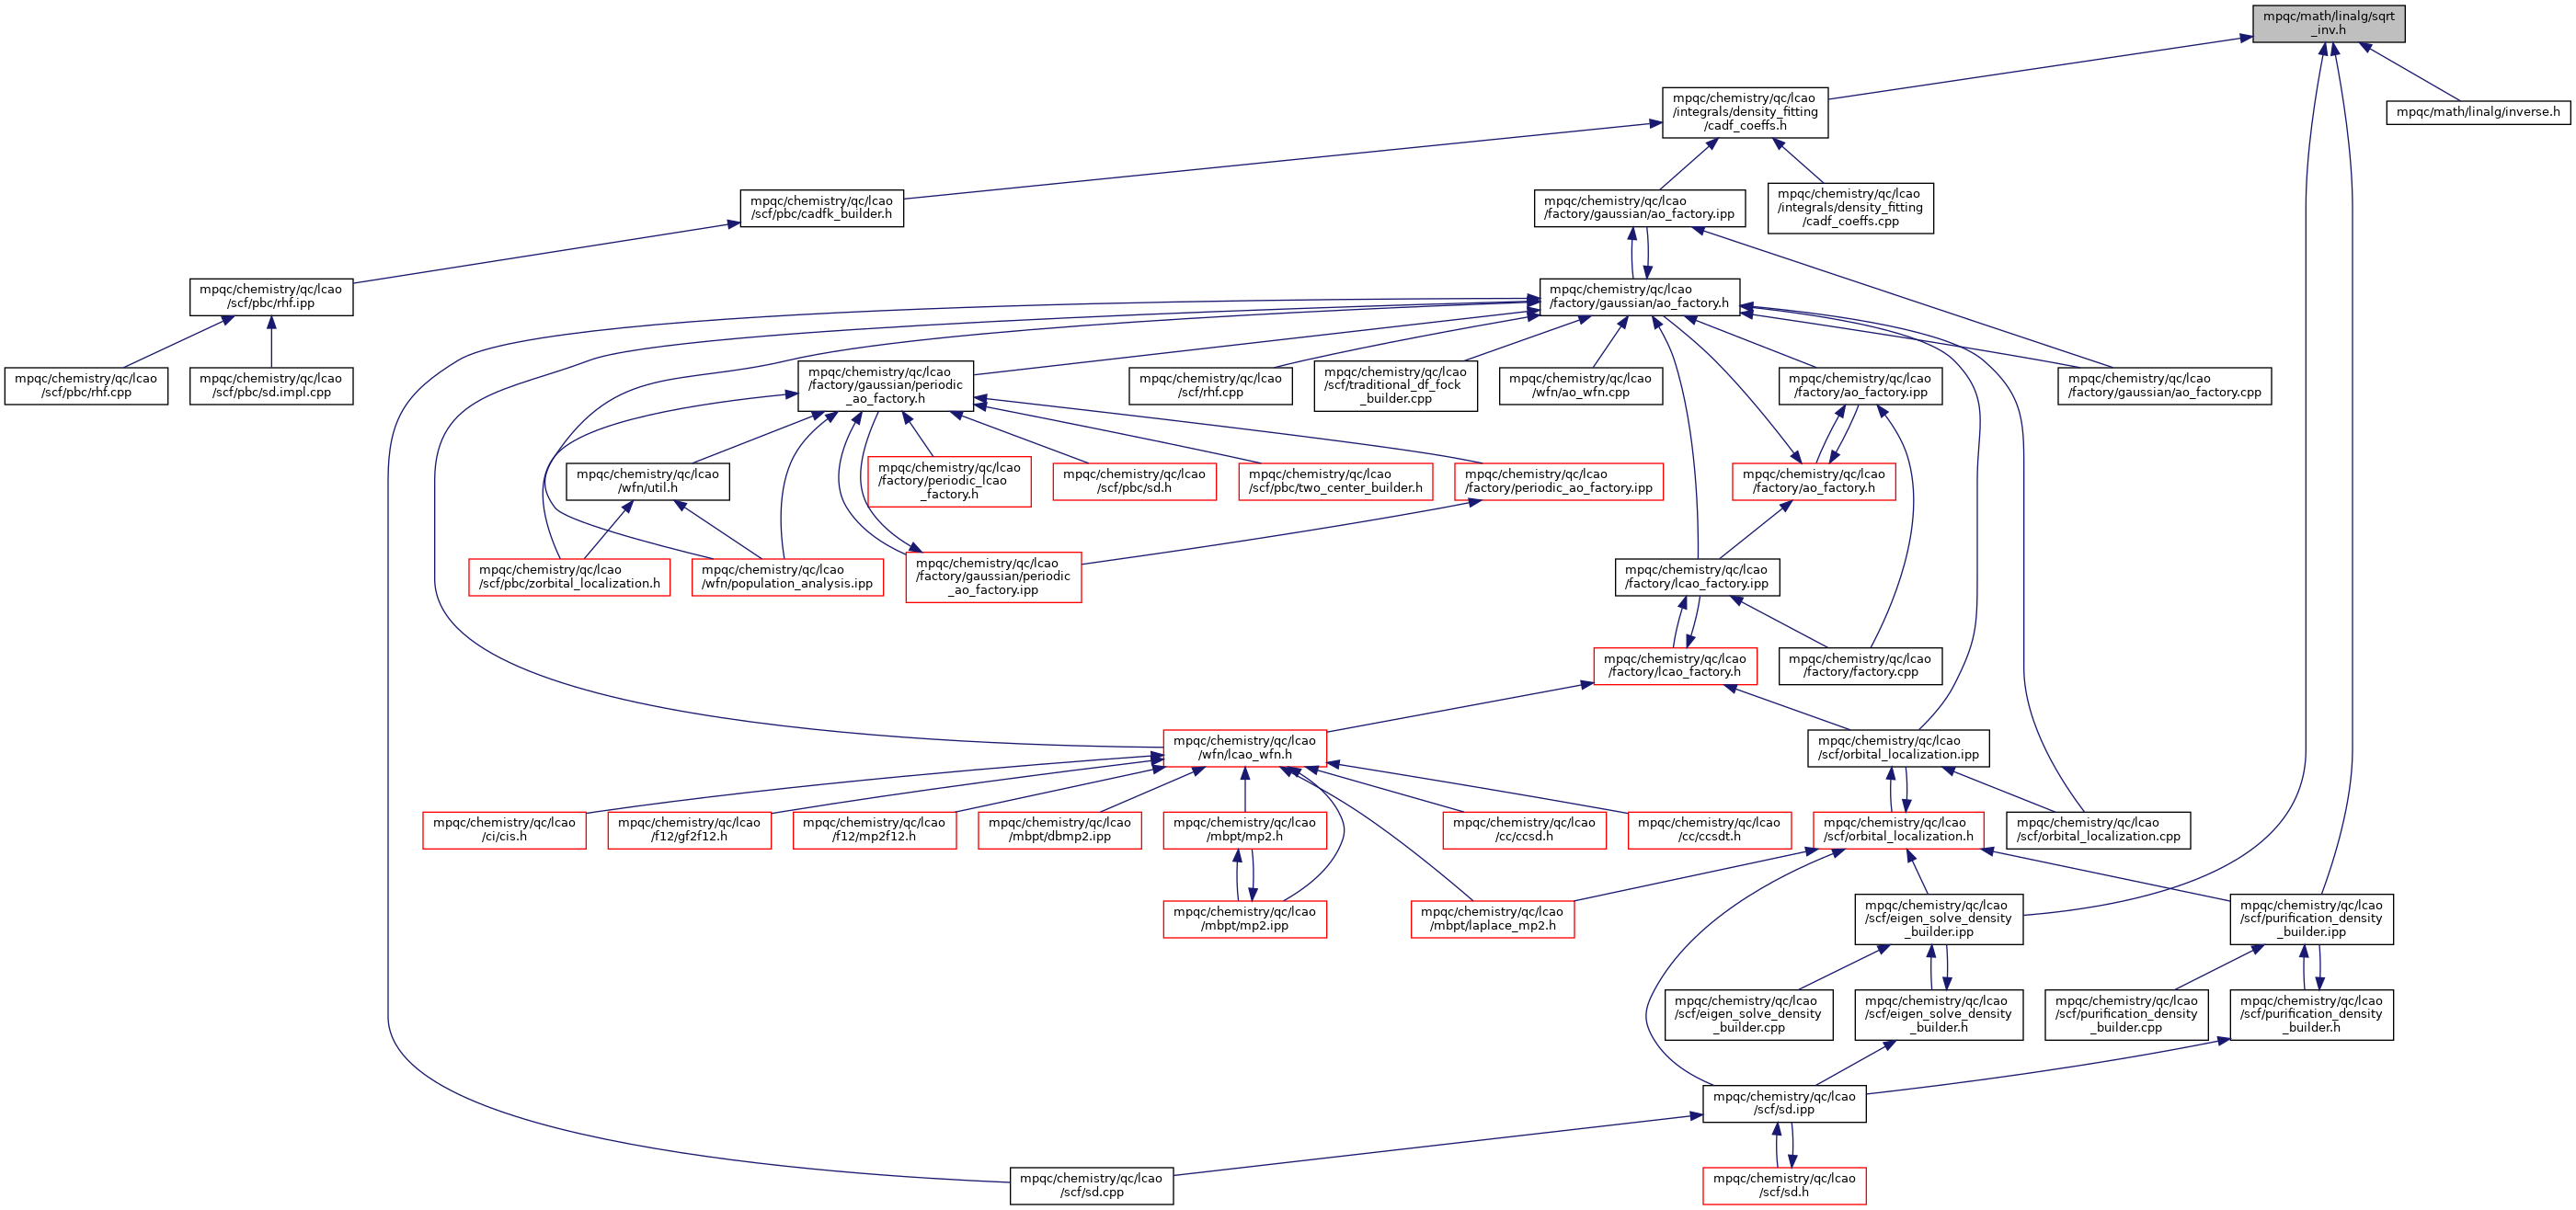 mpqc/math/linalg/sqrt
_inv.h
mpqc/chemistry/qc/lcao
/integrals/density_fitting
/cadf_coeffs.h
mpqc/math/linalg/inverse.h
mpqc/chemistry/qc/lcao
/scf/pbc/cadfk_builder.h
mpqc/chemistry/qc/lcao
/factory/gaussian/ao_factory.ipp
mpqc/chemistry/qc/lcao
/integrals/density_fitting
/cadf_coeffs.cpp
mpqc/chemistry/qc/lcao
/scf/pbc/rhf.ipp
mpqc/chemistry/qc/lcao
/factory/gaussian/ao_factory.h
mpqc/chemistry/qc/lcao
/scf/pbc/rhf.cpp
mpqc/chemistry/qc/lcao
/scf/pbc/sd.impl.cpp
mpqc/chemistry/qc/lcao
/factory/gaussian/periodic
_ao_factory.h
mpqc/chemistry/qc/lcao
/scf/rhf.cpp
mpqc/chemistry/qc/lcao
/scf/traditional_df_fock
_builder.cpp
mpqc/chemistry/qc/lcao
/wfn/ao_wfn.cpp
mpqc/chemistry/qc/lcao
/factory/ao_factory.ipp
mpqc/chemistry/qc/lcao
/factory/gaussian/ao_factory.cpp
mpqc/chemistry/qc/lcao
/wfn/util.h
mpqc/chemistry/qc/lcao
/factory/periodic_lcao
_factory.h
mpqc/chemistry/qc/lcao
/scf/pbc/sd.h
mpqc/chemistry/qc/lcao
/scf/pbc/two_center_builder.h
mpqc/chemistry/qc/lcao
/factory/periodic_ao_factory.ipp
mpqc/chemistry/qc/lcao
/factory/ao_factory.h
mpqc/chemistry/qc/lcao
/scf/pbc/zorbital_localization.h
mpqc/chemistry/qc/lcao
/wfn/population_analysis.ipp
mpqc/chemistry/qc/lcao
/factory/gaussian/periodic
_ao_factory.ipp
mpqc/chemistry/qc/lcao
/factory/lcao_factory.ipp
mpqc/chemistry/qc/lcao
/factory/lcao_factory.h
mpqc/chemistry/qc/lcao
/factory/factory.cpp
mpqc/chemistry/qc/lcao
/wfn/lcao_wfn.h
mpqc/chemistry/qc/lcao
/scf/orbital_localization.ipp
mpqc/chemistry/qc/lcao
/ci/cis.h
mpqc/chemistry/qc/lcao
/f12/gf2f12.h
mpqc/chemistry/qc/lcao
/f12/mp2f12.h
mpqc/chemistry/qc/lcao
/mbpt/dbmp2.ipp
mpqc/chemistry/qc/lcao
/mbpt/mp2.h
mpqc/chemistry/qc/lcao
/cc/ccsd.h
mpqc/chemistry/qc/lcao
/cc/ccsdt.h
mpqc/chemistry/qc/lcao
/scf/orbital_localization.h
mpqc/chemistry/qc/lcao
/scf/orbital_localization.cpp
mpqc/chemistry/qc/lcao
/mbpt/mp2.ipp
mpqc/chemistry/qc/lcao
/mbpt/laplace_mp2.h
mpqc/chemistry/qc/lcao
/scf/eigen_solve_density
_builder.ipp
mpqc/chemistry/qc/lcao
/scf/purification_density
_builder.ipp
mpqc/chemistry/qc/lcao
/scf/eigen_solve_density
_builder.cpp
mpqc/chemistry/qc/lcao
/scf/eigen_solve_density
_builder.h
mpqc/chemistry/qc/lcao
/scf/purification_density
_builder.cpp
mpqc/chemistry/qc/lcao
/scf/purification_density
_builder.h
mpqc/chemistry/qc/lcao
/scf/sd.ipp
mpqc/chemistry/qc/lcao
/scf/sd.cpp
mpqc/chemistry/qc/lcao
/scf/sd.h